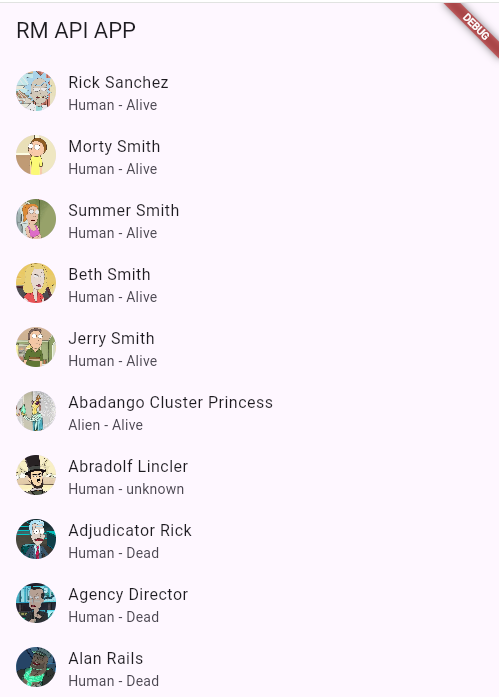 RM API APP
DEBUG
Rick Sanchez
Human - Alive
Morty Smith
Human - Alive
Summer Smith
Human - Alive
Beth Smith
Human - Alive
Jerry Smith
Human - Alive
Abadango Cluster Princess
Alien - Alive
Abradolf Lincler
Human - unknown
Adjudicator Rick
Human - Dead
Agency Director
Human - Dead
Alan Rails
Human - Dead